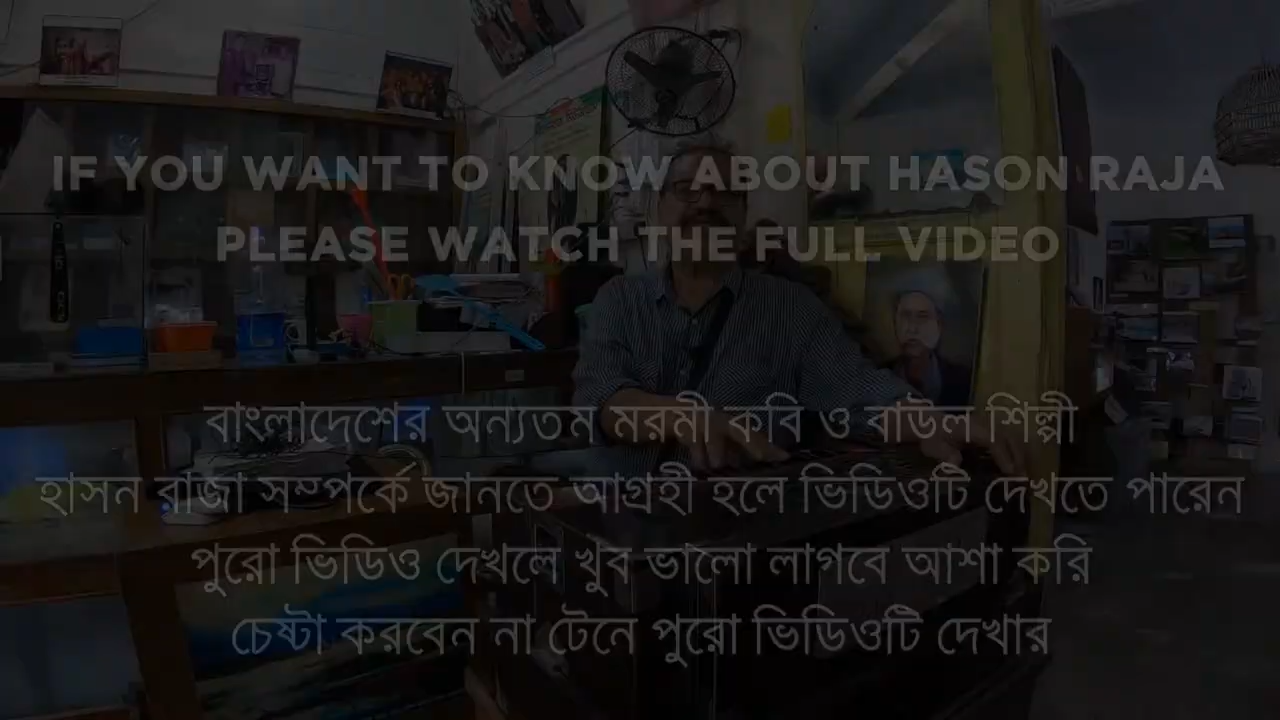 IF YOU WANT TO KNOW ABOUT HASON RAJA
PLEASE WATCH THE FULL VIDEO
বাংলাদেশের অন্যতম মরমী কবি ও বাউল শিল্পী
হাসন রাজা সম্পর্কে জানতে আগ্রহী হলে ভিডিওটি দেখতে পারেন
পুরো ভিডিও দেখলে খুব ভালো লাগবে আশা করি
চেষ্টা করবেন না টেনে পুরো ভিডিওটি দেখার